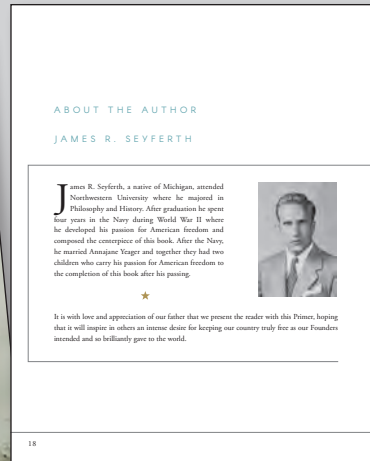 ABOUT THE AUTHOR
JAMES R. SEYFERTH
James R. Seyferth, a native of Michigan, attended
Northwestern University where he majored in
Philosophy and History. After graduation he spent
four years in the Navy during World War II where
he developed his passion for American freedom and
composed the centerpiece of this book. After the Navy,
he married Annajane Yeager and together they had two
children who carry his passion for American freedom to
the completion of this book after his passing.
It is with love and appreciation of our father that we present the reader with this Primer, hoping
that it will inspire in others an intense desire for keeping our country truly free as our Founders
intended and so brilliantly gave to the world.
18